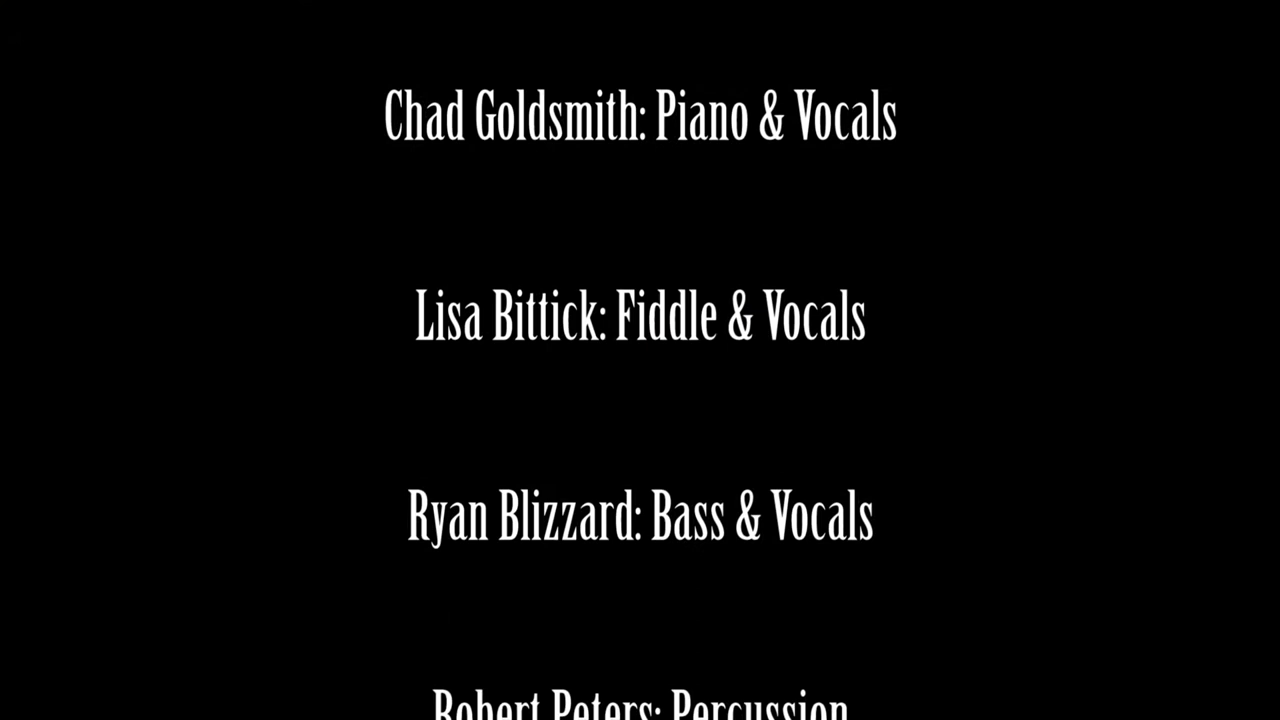 Chad Goldsmith: Piano & Vocals
Lisa Bittick: Fiddle & Vocals
Ryan Blizzard: Bass & Vocals
Robert Peters: Percussion